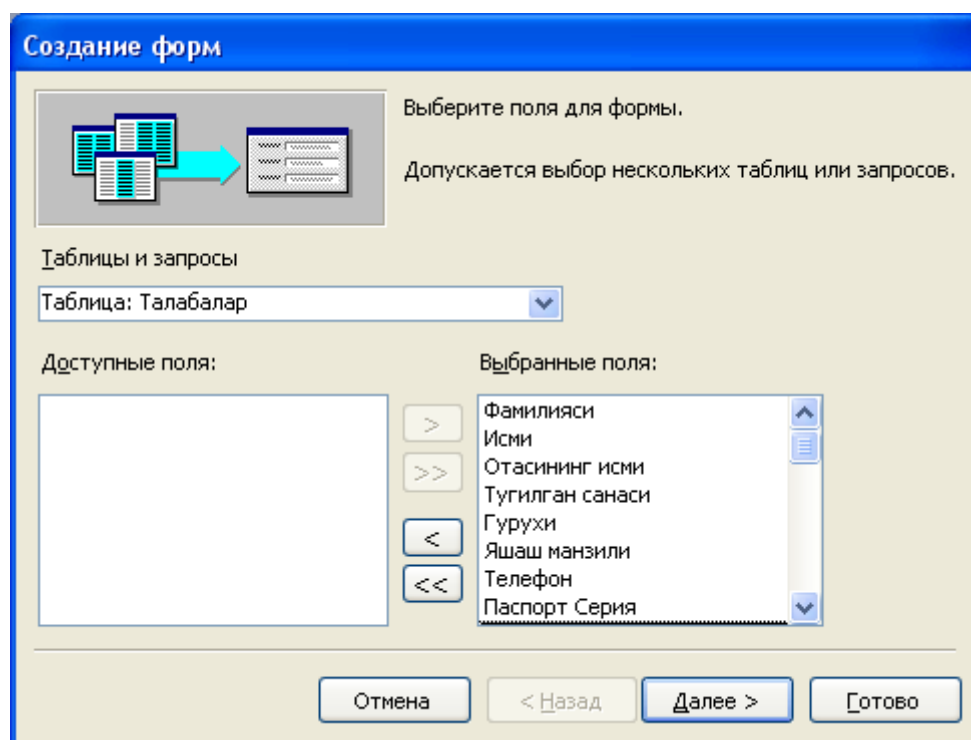 Создание форм
Выберите поля для формы.
Допускается выбор нескольких таблиц или запросов.
Таблицы и запросы
Таблица: Талабалар
Доступные поля:
Выбранные поля:
>
>>
<
<<
Фамилияси
Исми
Отасининг исми
Тугилган санаси
Гурухи
Яшаш манзили
Телефон
Паспорт Серия
Отмена
< Назад
Далее >
Готово